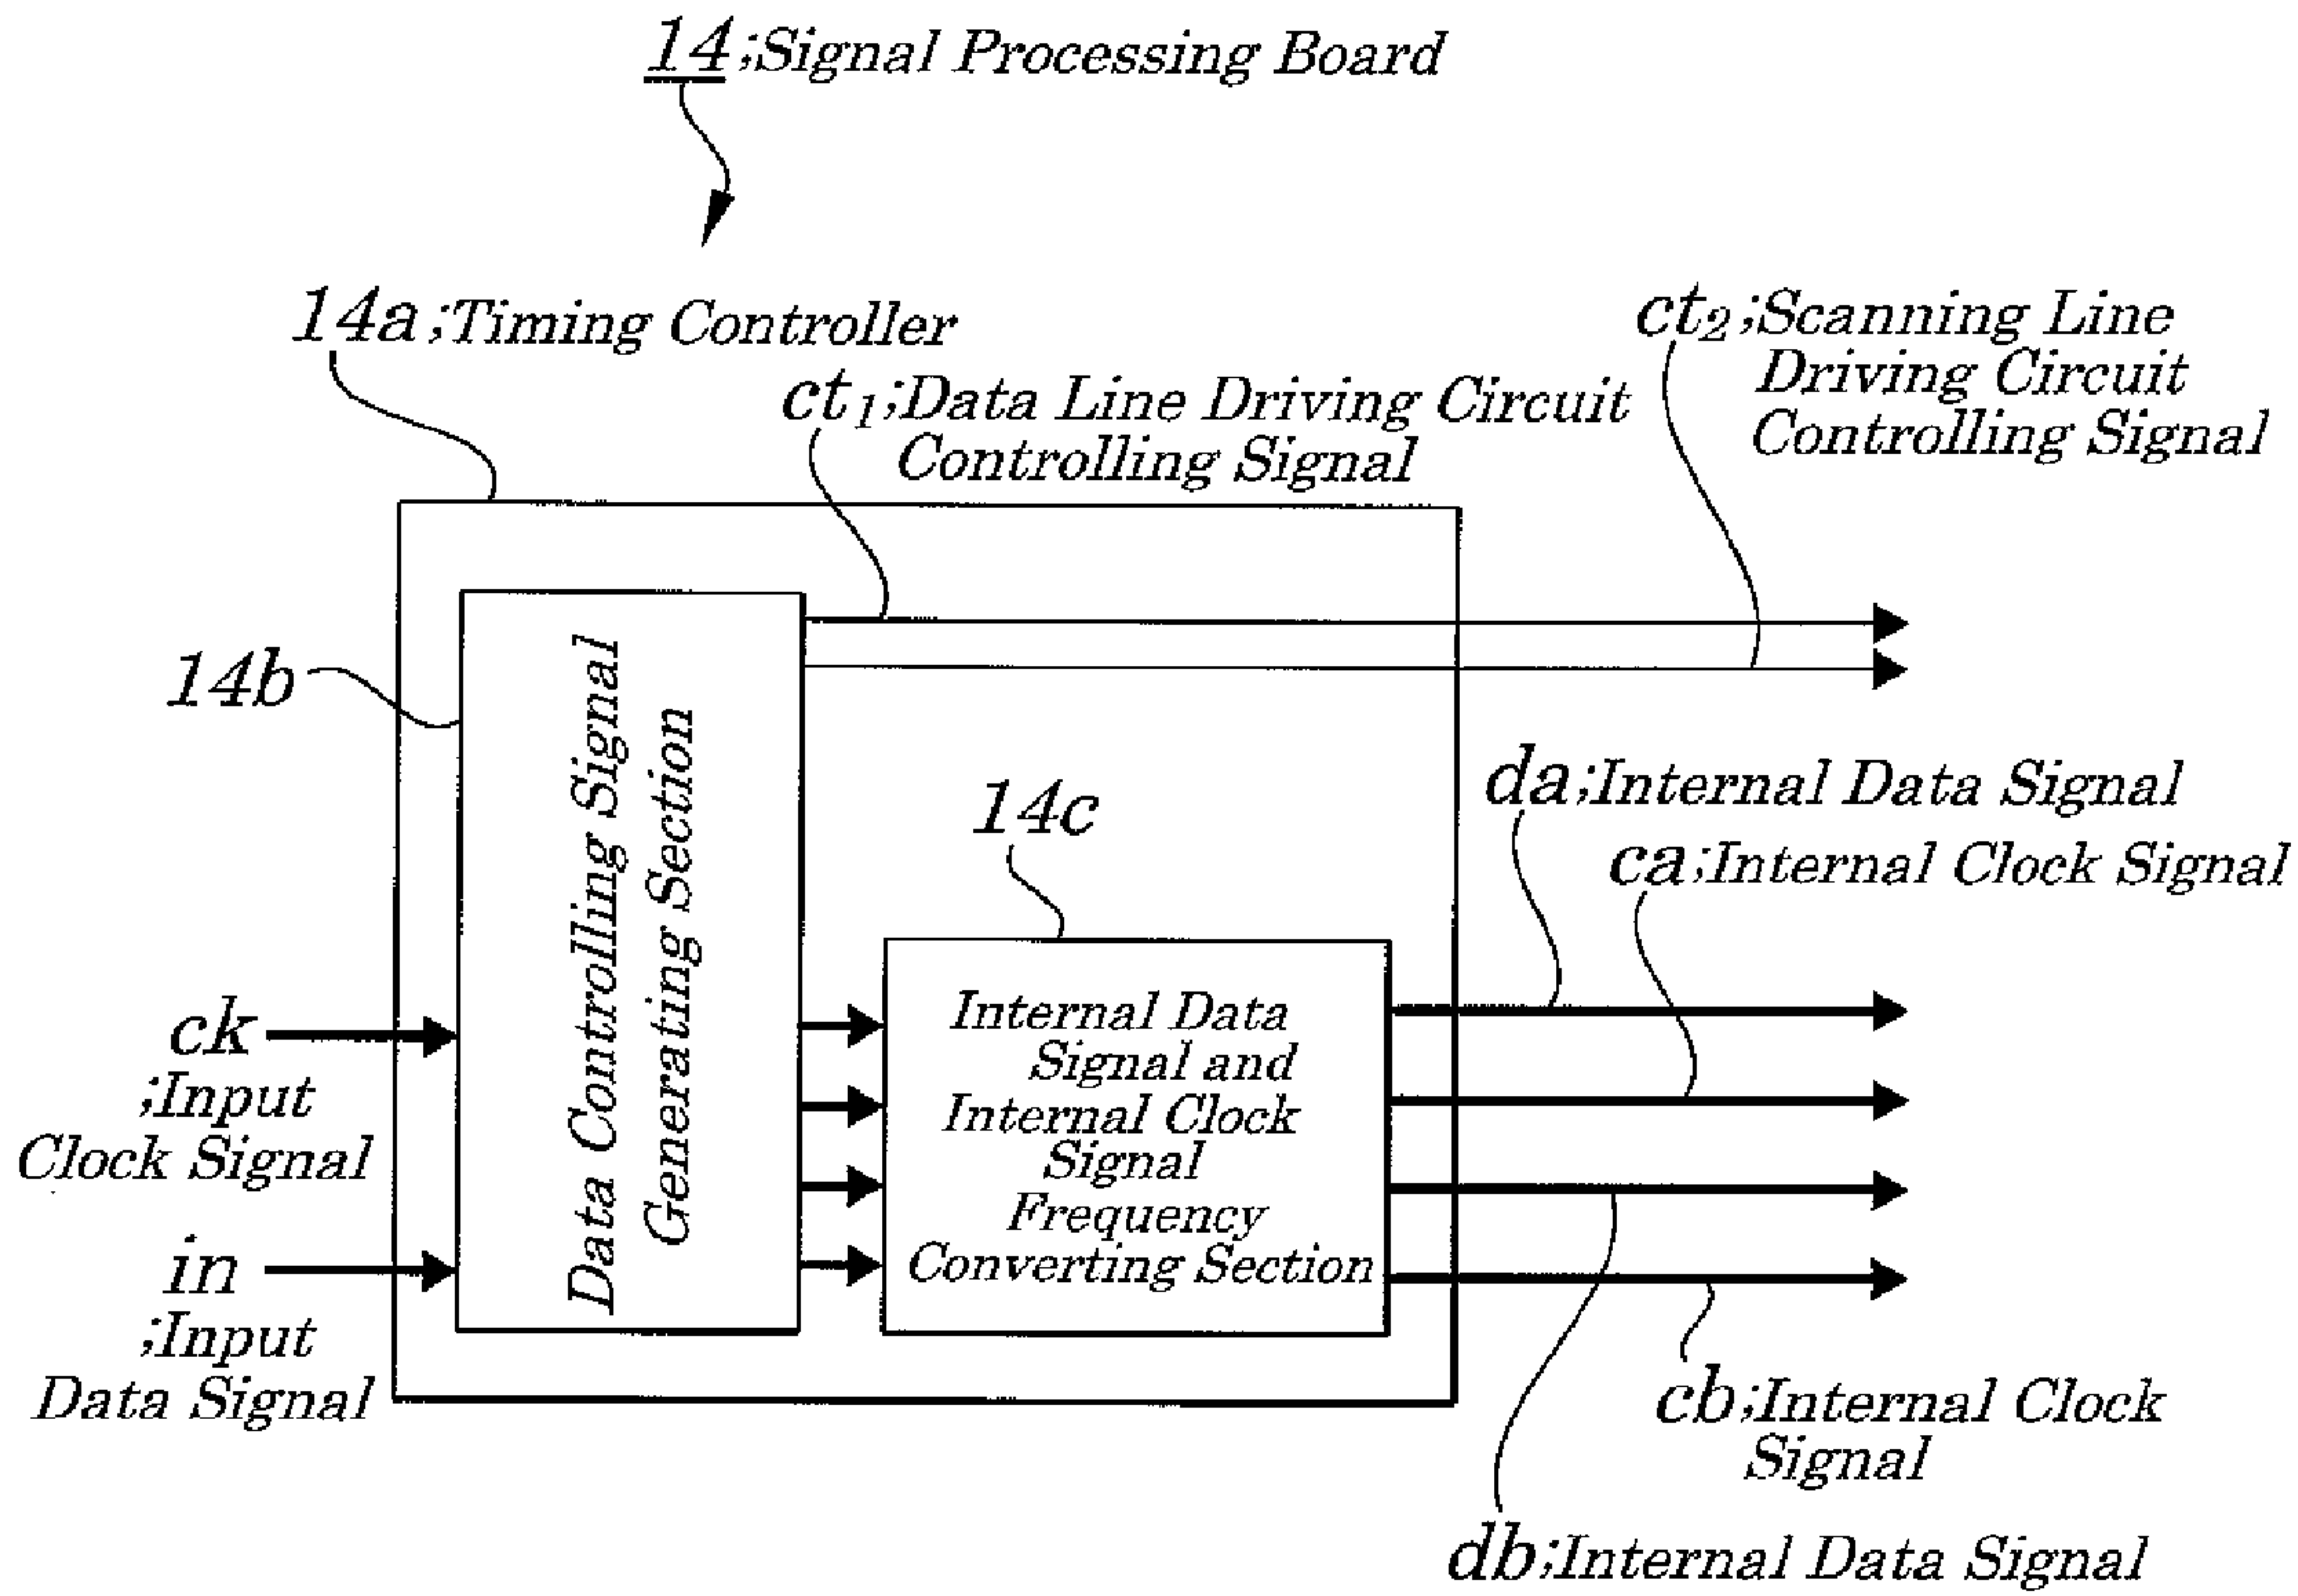 14;Signal Processing Board
14a;Timing Controller
ct1;Data Line Driving Circuit
Controlling Signal
ct2;Scanning Line
Driving Circuit
Controlling Signal
14b
Data Controlling Signal
Generating Section
14c
Internal Data
Signal and
Internal Clock
Signal
Frequency
Converting Section
da;Internal Data Signal
ca;Internal Clock Signal
ck
;Input
Clock Signal
in
;Input
Data Signal
cb;Internal Clock
Signal
db;Internal Data Signal